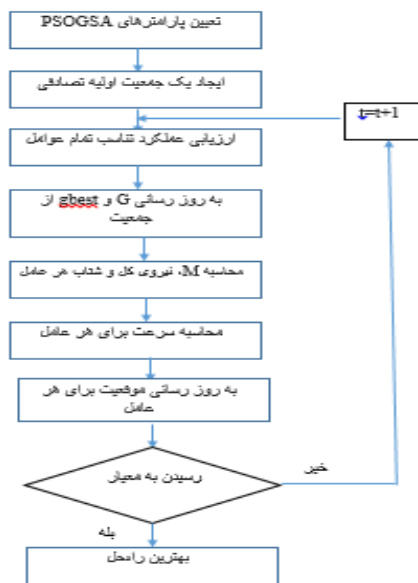 تعیین پارامترهای PSOGSA
ایجاد یک جمعیت اولیه تصادفی
t=t+1
ارزیابی عملکرد تناسب تمام عوامل
به روز رسانی G و gbest از
جمعیت
محاسبه M، نیروی کل و شتاب هر عامل
محاسبه سرعت برای هر عامل
به روز رسانی موقعیت برای هر
عامل
رسیدن به معیار
خیر
بله
بهترین راه‌حل